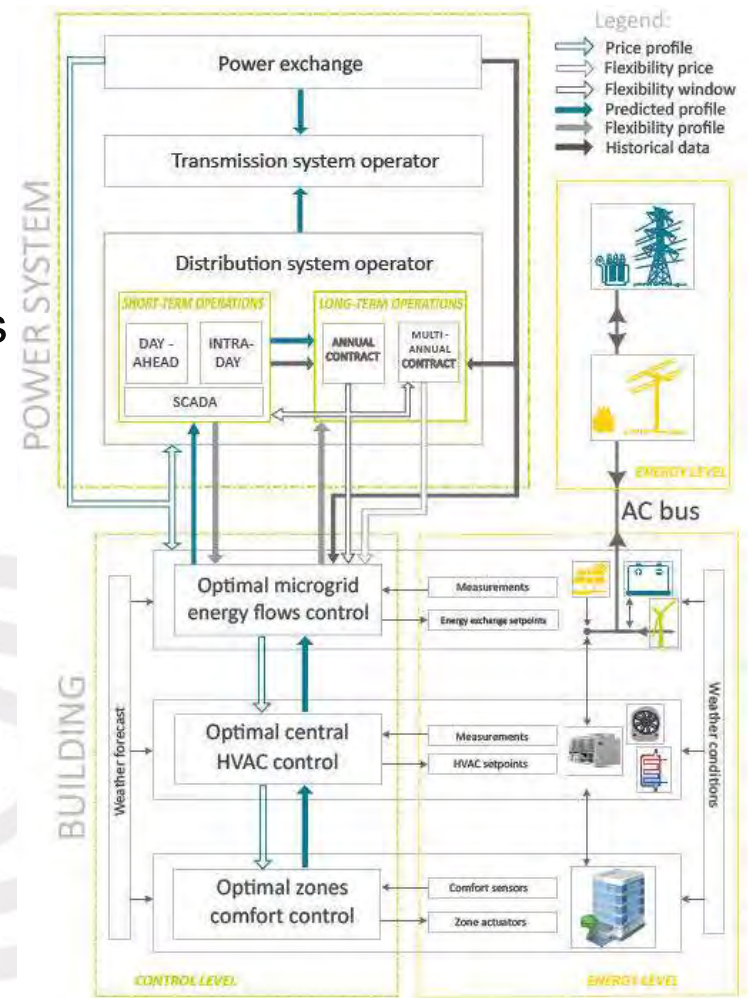 Legend:
Price profile
Flexibility price
Flexibility window
Predicted profile
Flexibility profile
Historical data
POWER SYSTEM
Power exchange
Transmission system operator
Distribution system operator
SHORT-TERM OPERATIONS
LONG-TERM OPERATIONS
DAY -
AHEAD
INTRA-
DAY
SCADA
ANNUAL
CONTRACT
MULTI-
ANNUAL
CONTRACT
ENERGY LEVEL
AC bus
s
BUILDING
Weather forecast
Optimal microgrid
energy flows control
Measurements
Energy exchange setpoints
Optimal central
HVAC control
Measurements
HVAC setpoints
Optimal zones
comfort control
Comfort sensors
Zone actuators
Weather conditions
CONTROL LEVEL
ENERGY LEVEL